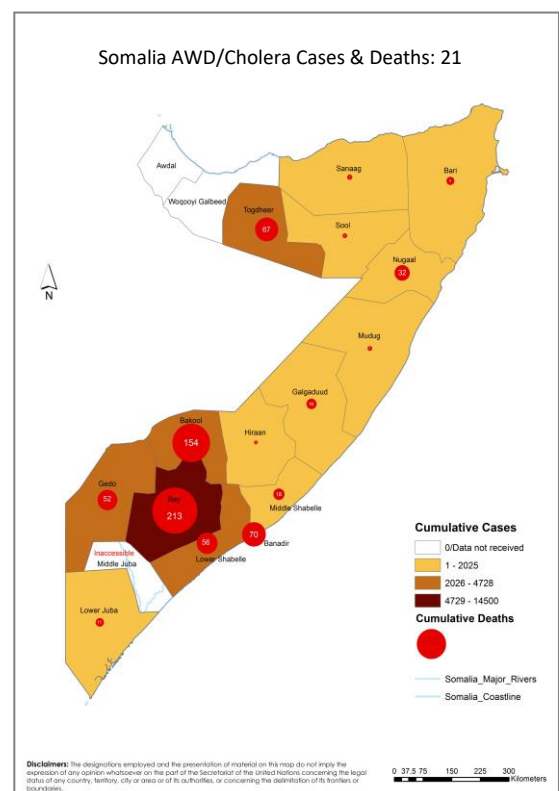 Somalia AWD/Cholera Cases & Deaths: 21
Awdal
Woqooyi Galbeed
Togdheer
67
Sanaag
Bari
Sool
Nugaal
32
Mudug
Galgaduud
Hiraan
Bakool
154
Gedo
52
Bay
213
18
Middle Shabelle
70
Banadir
56
Lower Shabelle
Inaccessible
Middle Juba
Lower Juba
N
Cumulative Cases
0/Data not received
1 - 2025
2026 - 4728
4729 - 14500
Cumulative Deaths
Somalia_Major_Rivers
Somalia_Coastline
Disclaimers: The designations employed and the presentation of material on this map do not imply the
expression of any opinion whatsoever on the part of the Secretariat of the United Nations concerning the legal
status of any country, territory, city or area or of its authorities, or concerning the delimitation of its frontiers or
boundaries.
0 37.5 75 150 225 300
Kilometers